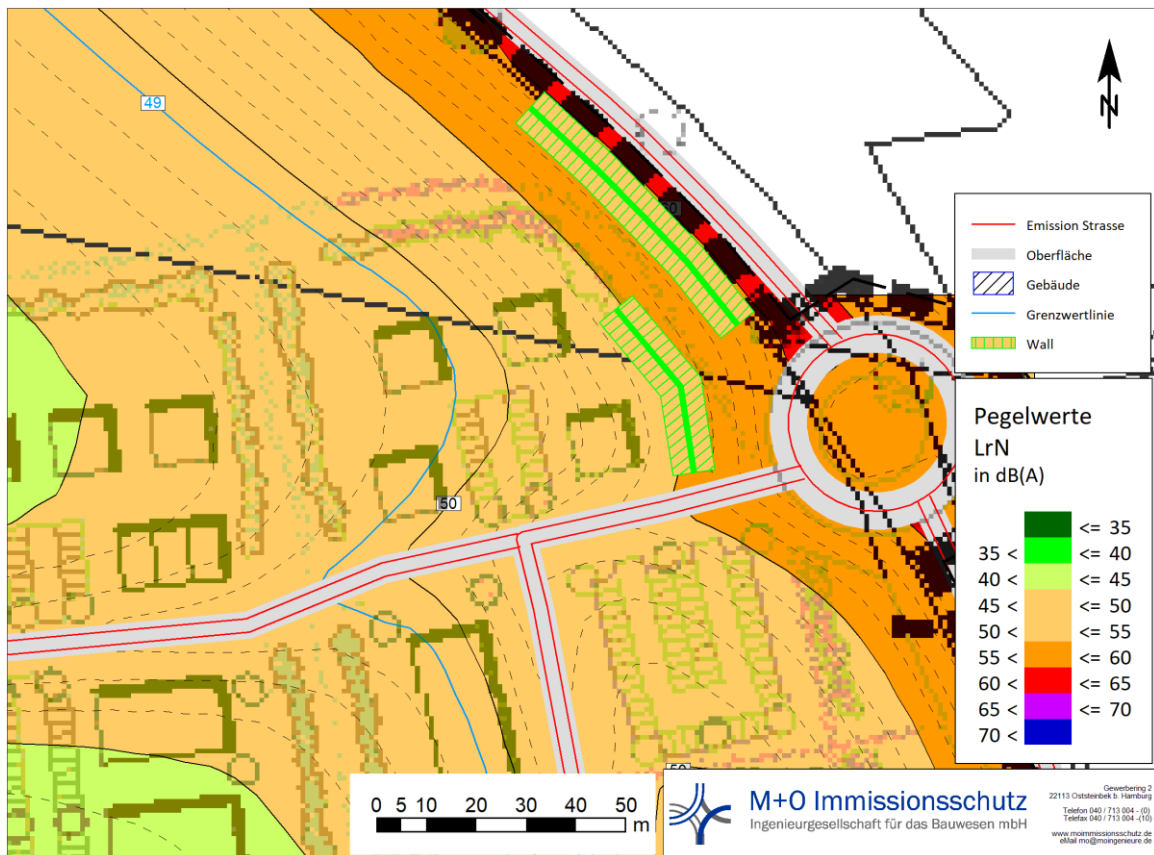 49
N
60
Emission Strasse
Oberfläche
Gebäude
Grenzwertlinie
Wall
50
Pegelwerte
LrN
in dB(A)
<= 35
35 < <= 40
40 < <= 45
45 < <= 50
50 < <= 55
55 < <= 60
60 < <= 65
65 < <= 70
70 <
0 5 10 20 30 40 50
m
M+O Immissionsschutz
Ingenieurgesellschaft für das Bauwesen mbH
Gewerbering 2
22113 Oststeinbek b. Hamburg
Telefon 040 / 713 004 - (0)
Telefax 040 / 713 004 -(10)
www.moimmissionsschutz.de
eMail mo@moingenieure.de